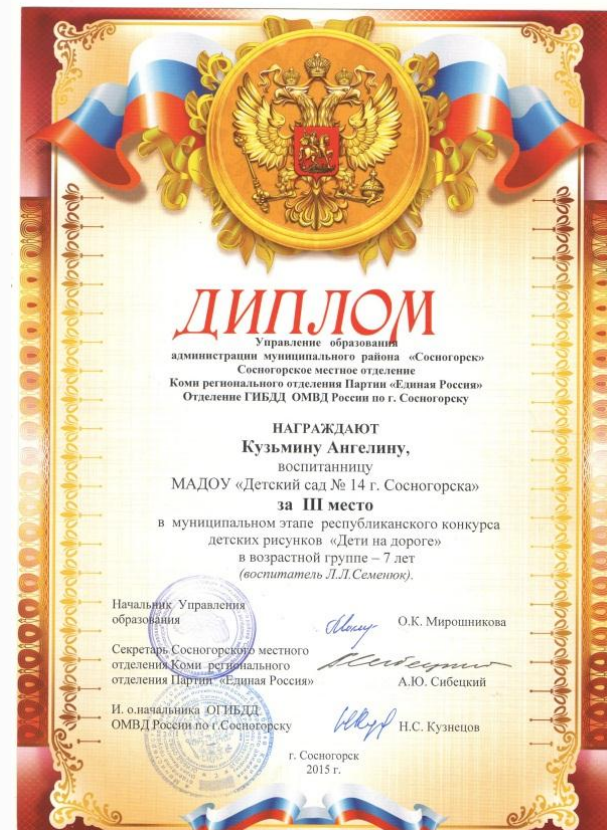 ДИПЛОМ
Управление образования
администрации муниципального района «Сосногорск»
Сосногорское местное отделение
Коми регионального отделения Партии «Единая Россия»
Отделение ГИБДД ОМВД России по г. Сосногорску
НАГРАЖДАЮТ
Кузьмину Ангелину,
воспитанницу
МАДОУ «Детский сад № 14 г. Сосногорска»
за III место
в муниципальном этапе республиканского конкурса
детских рисунков «Дети на дороге»
в возрастной группе – 7 лет
(воспитатель Л.Л.Семенюк).
Начальник Управления
образования О.К. Мирошникова
Секретарь Сосногорского местного
отделения Коми регионального
отделения Партии «Единая Россия» А.Ю. Сибецкий
И. о.начальника ОГИБДД
ОМВД России по г.Сосногорску Н.С. Кузнецов
г. Сосногорск
2015 г.